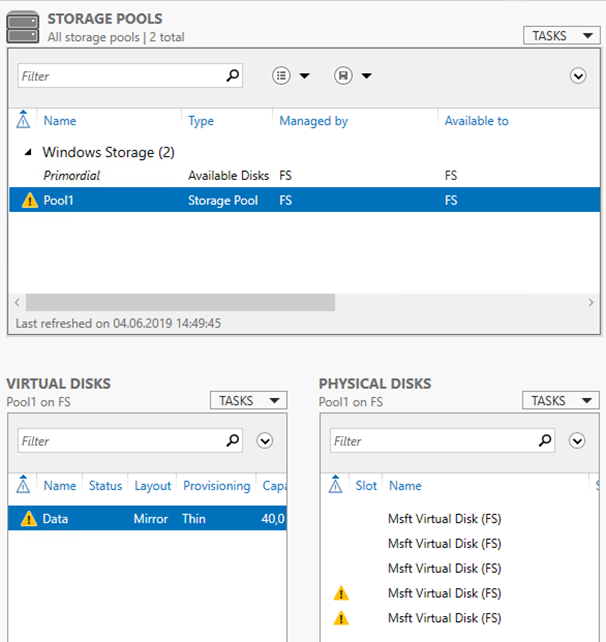 STORAGE POOLS
All storage pools | 2 total
TASKS
Filter
Name Type Managed by Available to
Windows Storage (2)
Primordial Available Disks FS FS
Pool1 Storage Pool FS FS
Last refreshed on 04.06.2019 14:49:45
VIRTUAL DISKS
Pool1 on FS
TASKS
Filter
Name Status Layout Provisioning Capa
Data Mirror Thin 40,0
PHYSICAL DISKS
Pool1 on FS
TASKS
Filter
Slot Name
Msft Virtual Disk (FS)
Msft Virtual Disk (FS)
Msft Virtual Disk (FS)
Msft Virtual Disk (FS)
Msft Virtual Disk (FS)